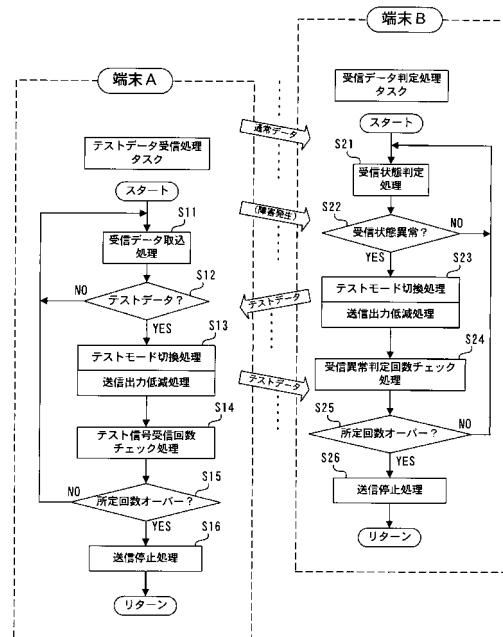 端末A
テストデータ受信処理
タスク
スタート
S11
受信データ取込
処理
S12
テストデータ?
NO
YES
S13
テストモード切換処理
送信出力低減処理
S14
テスト信号受信回数
チェック処理
S15
所定回数オーバー?
NO
YES
S16
送信停止処理
リターン
通常データ
(障害発生)
テストデータ
テストデータ
端末B
受信データ判定処理
タスク
スタート
S21
受信状態判定
処理
S22
受信状態異常?
NO
YES
S23
テストモード切換処理
送信出力低減処理
S24
受信異常判定回数チェック
処理
S25
所定回数オーバー?
NO
YES
S26
送信停止処理
リターン